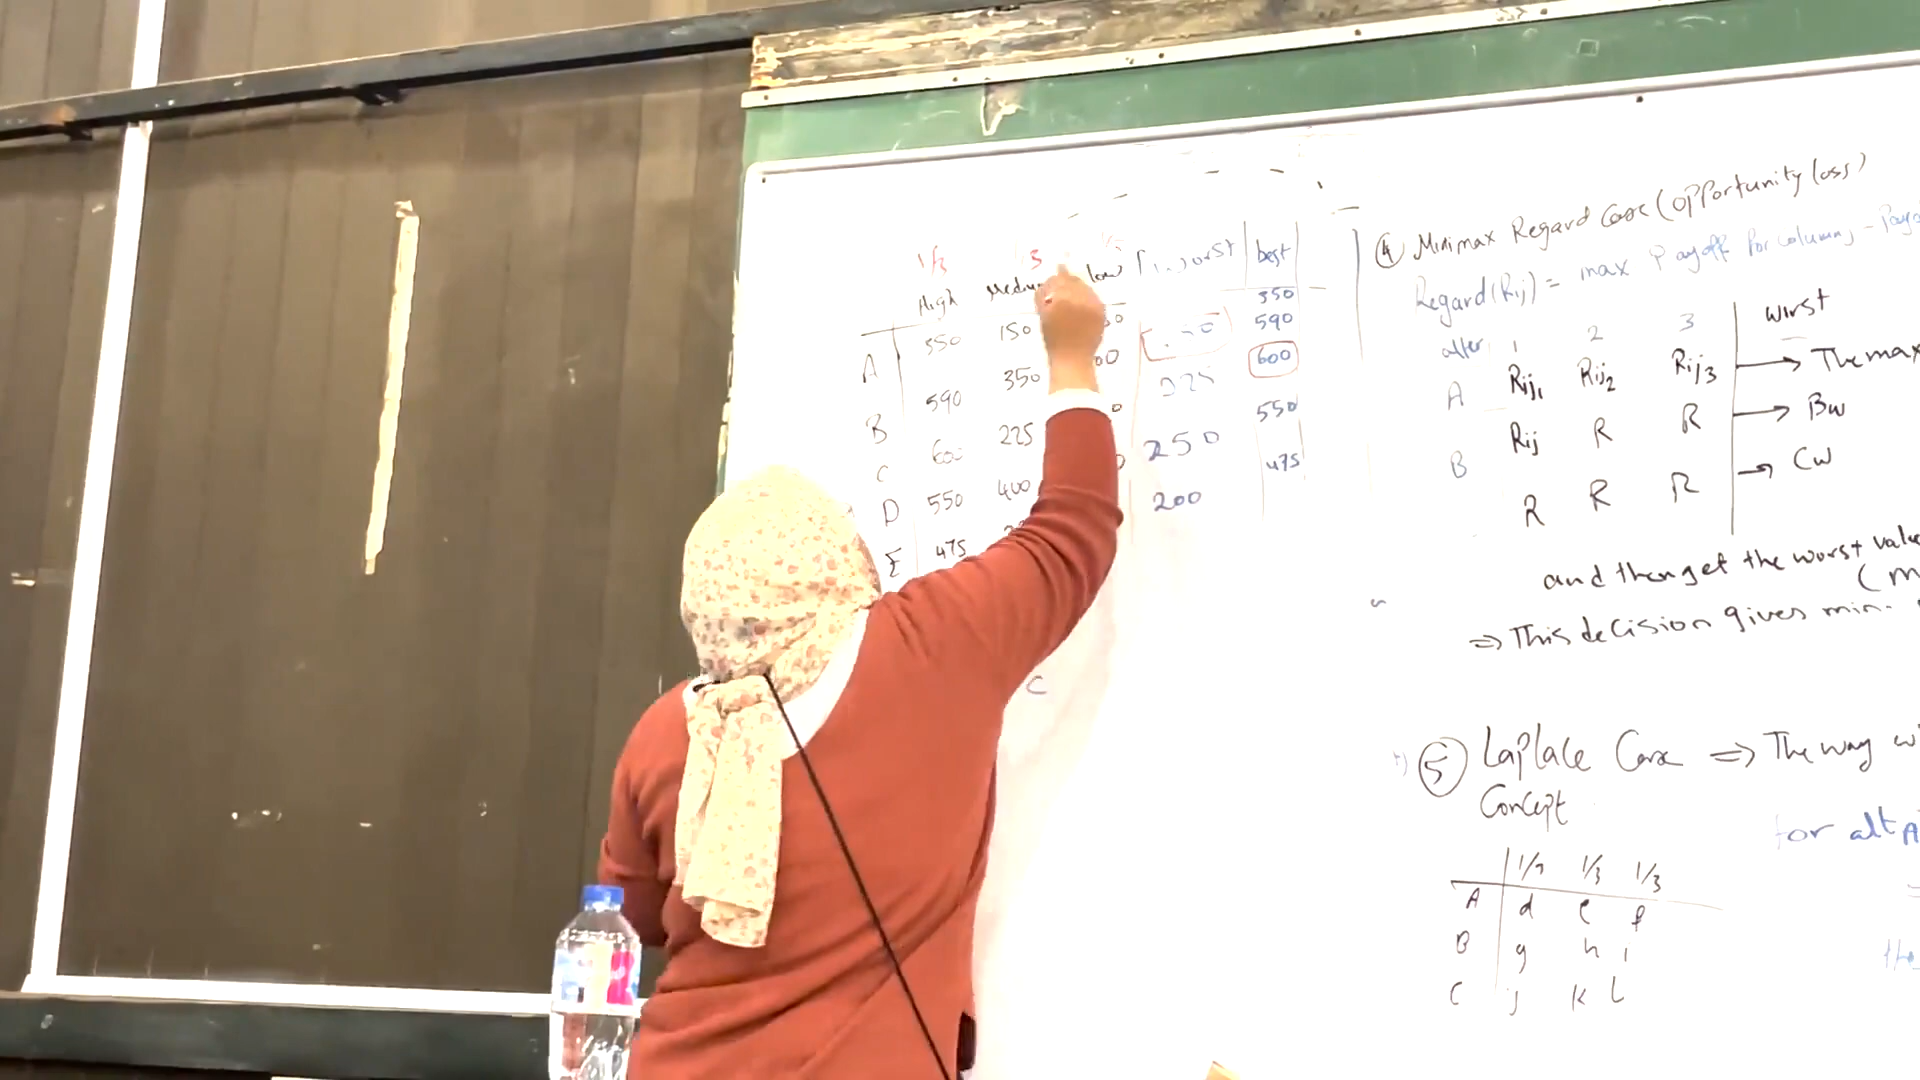 1/3
High low worst best
A 550 150 350
B 590 350 225 590
C 600 225 250 600
D 550 400 200 550
E 475 475
C
④ Minimax Regard Case (opportunity loss)
Regard(Rij) = max Payoff for columns - Payo
alter. 1 2 3 worst
A Rij1 Rij2 Rij3 → The max
B Rij R R → Bw
R R R → Cw
and then get the worst value
(m
⇒ This decision gives min.
⑤ Laplace Case ⇒ The way w
Concept
for alt A
1/3 1/3 1/3
A d e f
B g h i
C j k l
the